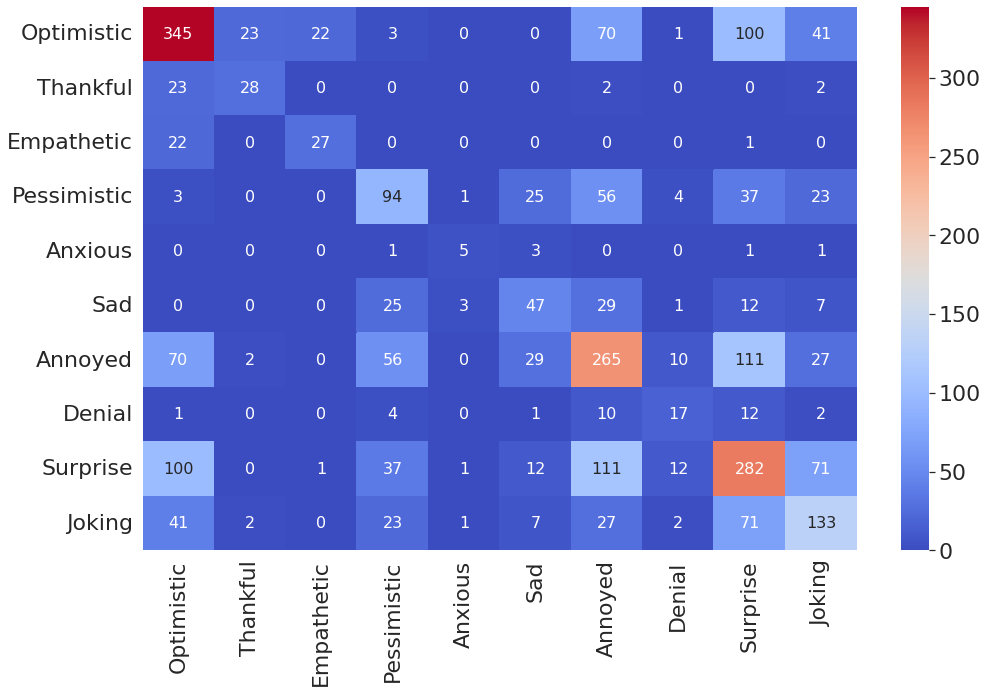 Optimistic 345 23 22 3 0 0 70 1 100 41
Thankful 23 28 0 0 0 0 2 0 0 2
Empathetic 22 0 27 0 0 0 0 0 1 0
Pessimistic 3 0 0 94 1 25 56 4 37 23
Anxious 0 0 0 1 5 3 0 0 1 1
Sad 0 0 0 25 3 47 29 1 12 7
Annoyed 70 2 0 56 0 29 265 10 111 27
Denial 1 0 0 4 0 1 10 17 12 2
Surprise 100 0 1 37 1 12 111 12 282 71
Joking 41 2 0 23 1 7 27 2 71 133
Optimistic
Thankful
Empathetic
Pessimistic
Anxious
Sad
Annoyed
Denial
Surprise
Joking
300
250
200
150
100
50
0